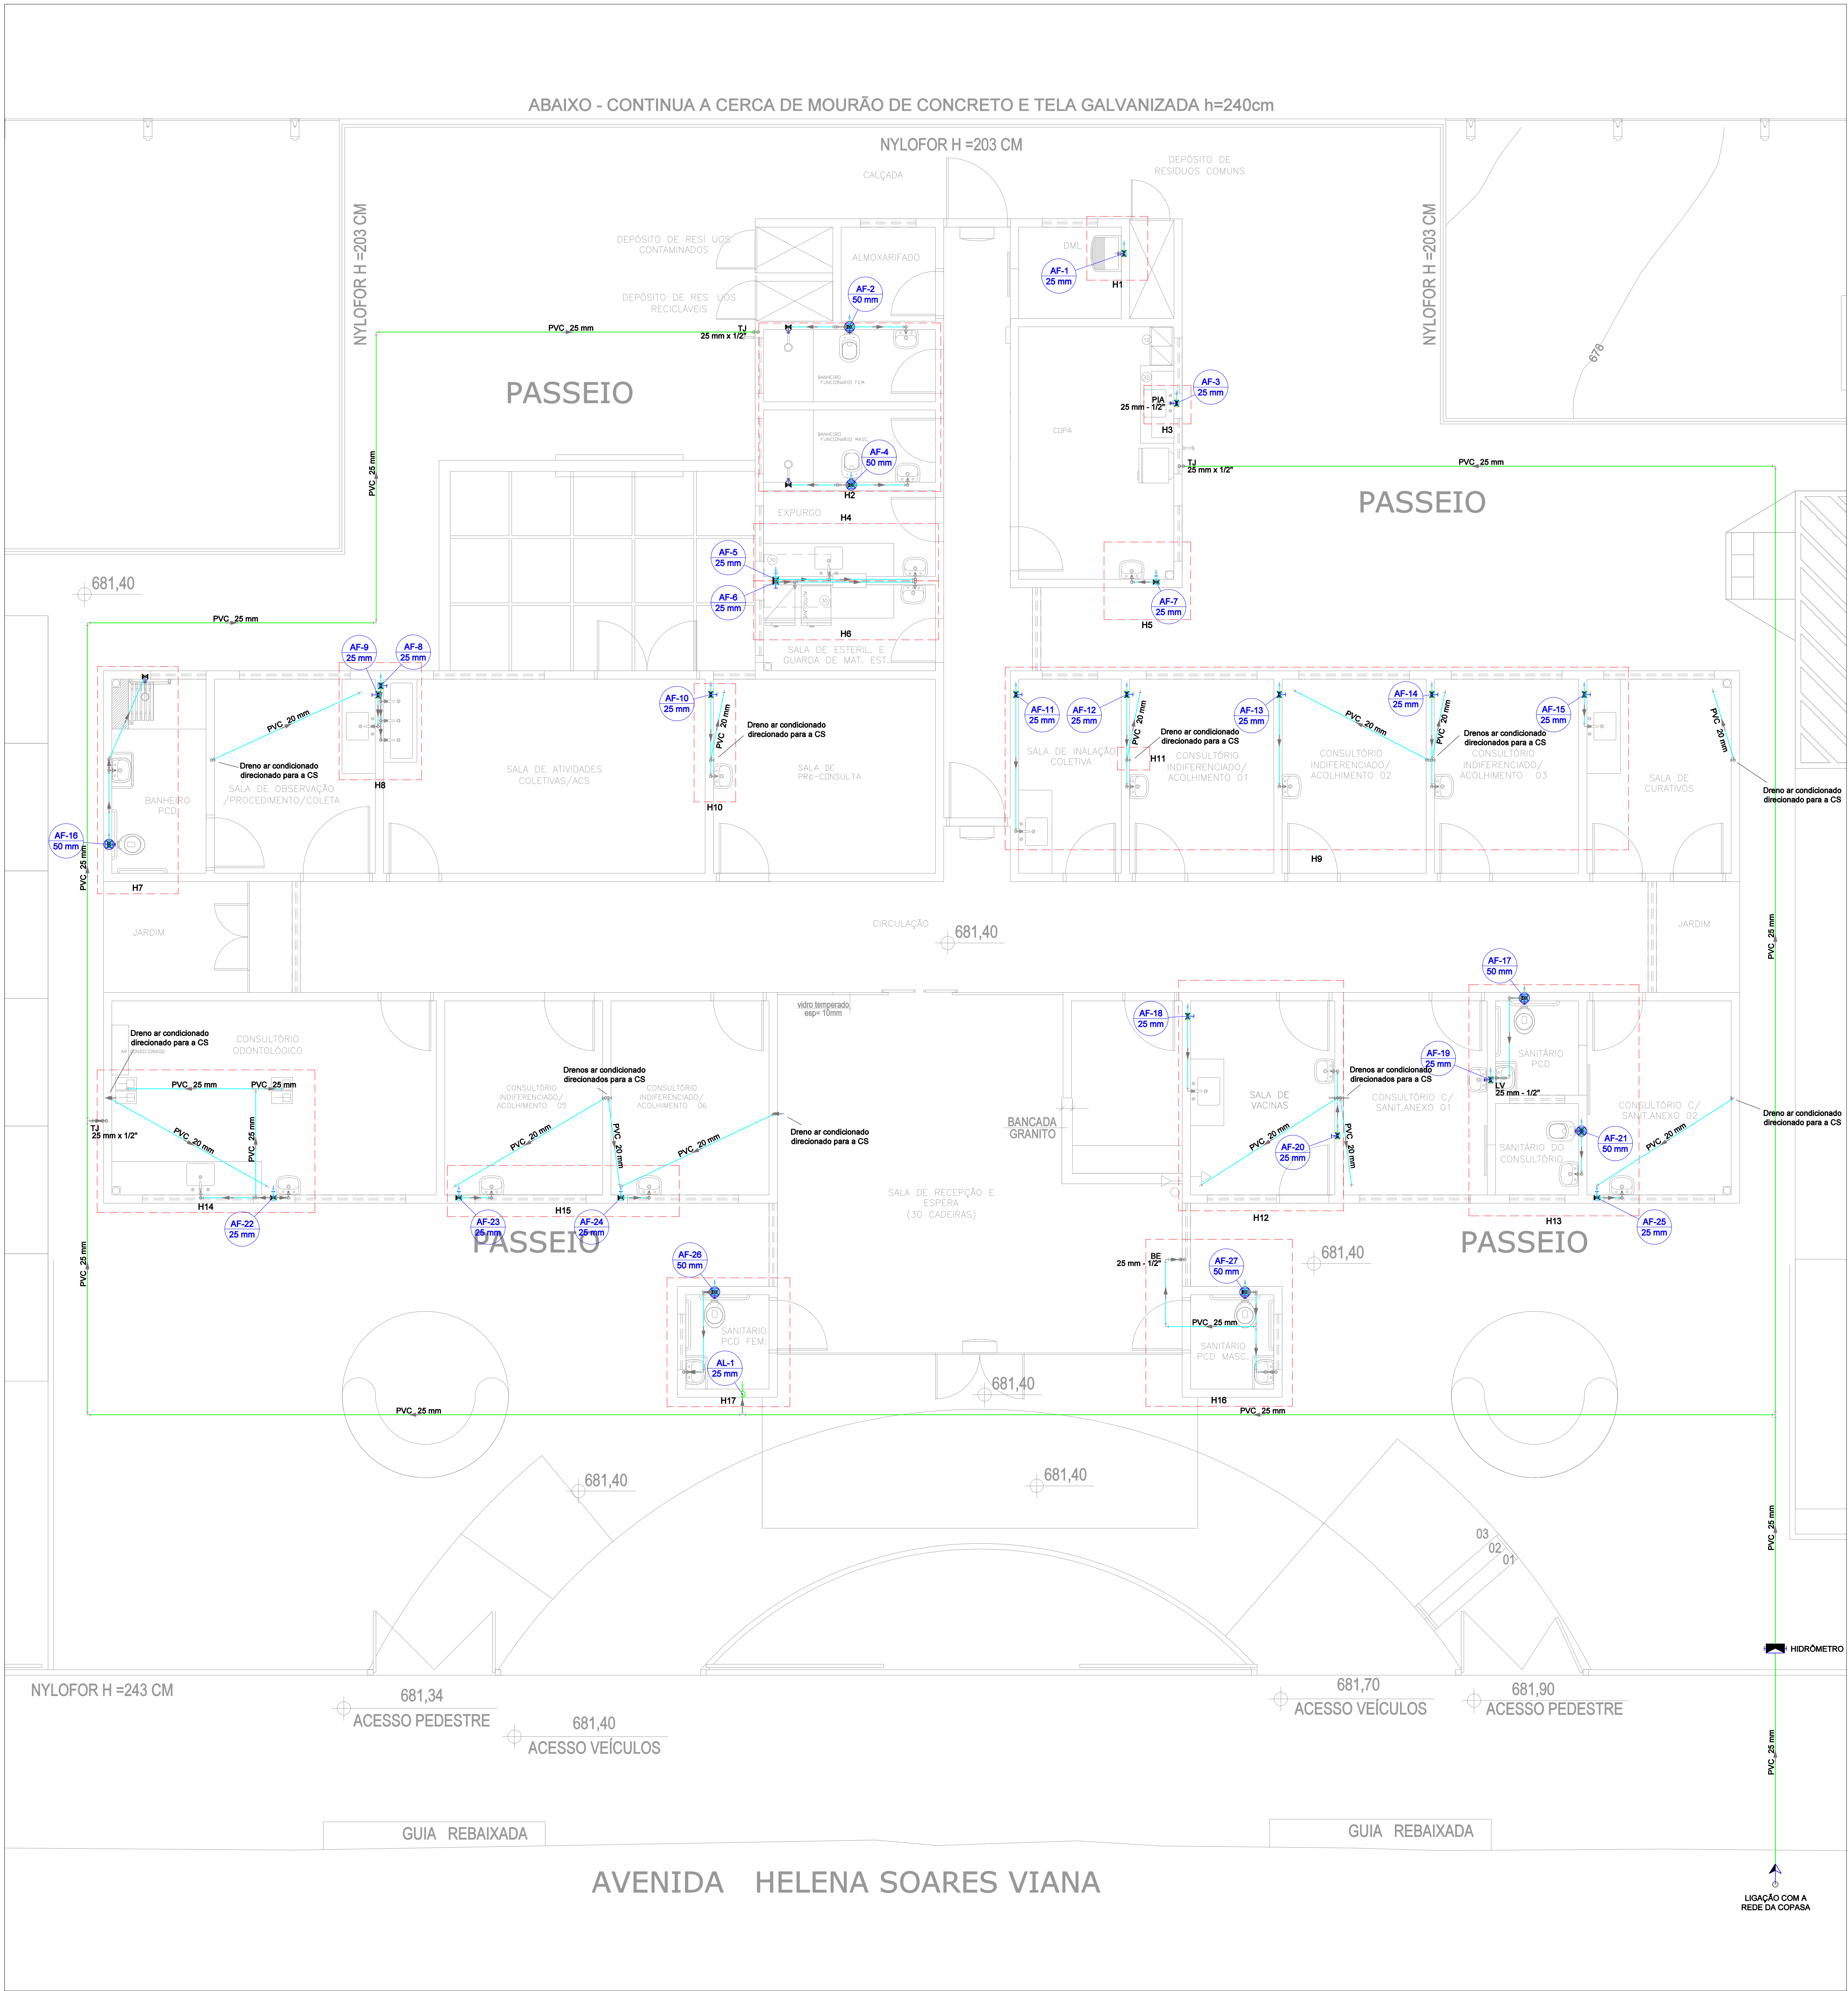 ABAIXO - CONTINUA A CERCA DE MOURÃO DE CONCRETO E TELA GALVANIZADA h=240cm
NYLOFOR H =203 CM
CALÇADA
DEPÓSITO DE
RESIDUOS COMUNS
NYLOFOR H =203 CM
NYLOFOR H =203 CM
DEPÓSITO DE RESÍ UOS
CONTAMINADOS
ALMOXARIFADO
DML
AF-1
25 mm
H1
DEPÓSITO DE RES UOS
RECICLÁVEIS
AF-2
50 mm
PVC_25 mm
TJ
25 mm x 1/2"
678
PASSEIO
BANHEIRO
FUNCIONARIO FEM.
AF-3
25 mm
PIA
25 mm - 1/2"
H3
BANHEIRO
FUNCIONARIO MASC.
COPA
AF-4
50 mm
PVC_25 mm
TJ
25 mm x 1/2"
PVC_25 mm
H2
PASSEIO
EXPURGO
H4
AF-5
25 mm
AF-6
25 mm
AUTOCLAVE
681,40
AF-7
25 mm
H5
PVC_25 mm
H6
SALA DE ESTERIL. E
GUARDA DE MAT. EST.
AF-9
25 mm
AF-8
25 mm
AF-10
25 mm
PVC_20 mm
PVC_20 mm
Dreno ar condicionado
direcionado para a CS
AF-11
25 mm
AF-12
25 mm
PVC_20 mm
AF-13
25 mm
PVC_20 mm
AF-14
25 mm
PVC_20 mm
AF-15
25 mm
PVC_20 mm
Dreno ar condicionado
direcionado para a CS
Drenos ar condicionado
direcionados para a CS
Dreno ar condicionado
direcionado para a CS
SALA DE OBSERVAÇÃO
/PROCEDIMENTO/COLETA
BANHEIRO
PCD
H8
SALA DE ATIVIDADES
COLETIVAS/ACS
H10
SALA DE
PRé-CONSULTA
SALA DE INALAÇÃO
COLETIVA
H11
CONSULTÓRIO
INDIFERENCIADO/
ACOLHIMENTO 01
CONSULTÓRIO
INDIFERENCIADO/
ACOLHIMENTO 02
CONSULTÓRIO
INDIFERENCIADO/
ACOLHIMENTO 03
SALA DE
CURATIVOS
Dreno ar condicionado
direcionado para a CS
AF-16
50 mm
PVC_25 mm
H7
H9
JARDIM
CIRCULAÇÃO
681,40
JARDIM
PVC_25 mm
AF-17
50 mm
vidro temperado
esp= 10mm
AF-18
25 mm
Dreno ar condicionado
direcionado para a CS
AR CONDICIONADO
CONSULTÓRIO
ODONTOLÓGICO
AF-19
25 mm
SANITÁRIO
PCD
Drenos ar condicionado
direcionados para a CS
Drenos ar condicionado
direcionados para a CS
PVC_25 mm
PVC_25 mm
CONSULTÓRIO
INDIFERENCIADO/
ACOLHIMENTO 05
CONSULTÓRIO
INDIFERENCIADO/
ACOLHIMENTO 06
SALA DE
VACINAS
CONSULTÓRIO C/
SANIT.ANEXO 01
LV
25 mm - 1/2"
CONSULTÓRIO C/
SANIT.ANEXO 02
TJ
25 mm x 1/2"
PVC_20 mm
PVC_25 mm
PVC_20 mm
PVC_20 mm
PVC_20 mm
Dreno ar condicionado
direcionado para a CS
BANCADA
GRANITO
PVC_20 mm
AF-20
25 mm
PVC_20 mm
SANITÁRIO DO
CONSULTÓRIO
AF-21
50 mm
PVC_20 mm
Dreno ar condicionado
direcionado para a CS
SALA DE RECEPÇÃO E
ESPERA
(30 CADEIRAS)
H14
AF-22
25 mm
H15
AF-23
25 mm
AF-24
25 mm
H12
H13
AF-25
25 mm
PASSEIO
PASSEIO
PVC_25 mm
AF-26
50 mm
BE
25 mm - 1/2"
AF-27
50 mm
681,40
SANITÁRIO
PCD FEM.
PVC_25 mm
SANITÁRIO
PCD MASC.
AL-1
25 mm
H17
681,40
H16
PVC_25 mm
PVC_25 mm
681,40
681,40
PVC_25 mm
03
02
01
HIDRÔMETRO
NYLOFOR H =243 CM
681,34
ACESSO PEDESTRE
681,40
ACESSO VEÍCULOS
681,70
ACESSO VEÍCULOS
681,90
ACESSO PEDESTRE
PVC_25 mm
GUIA REBAIXADA
GUIA REBAIXADA
AVENIDA HELENA SOARES VIANA
LIGAÇÃO COM A
REDE DA COPASA